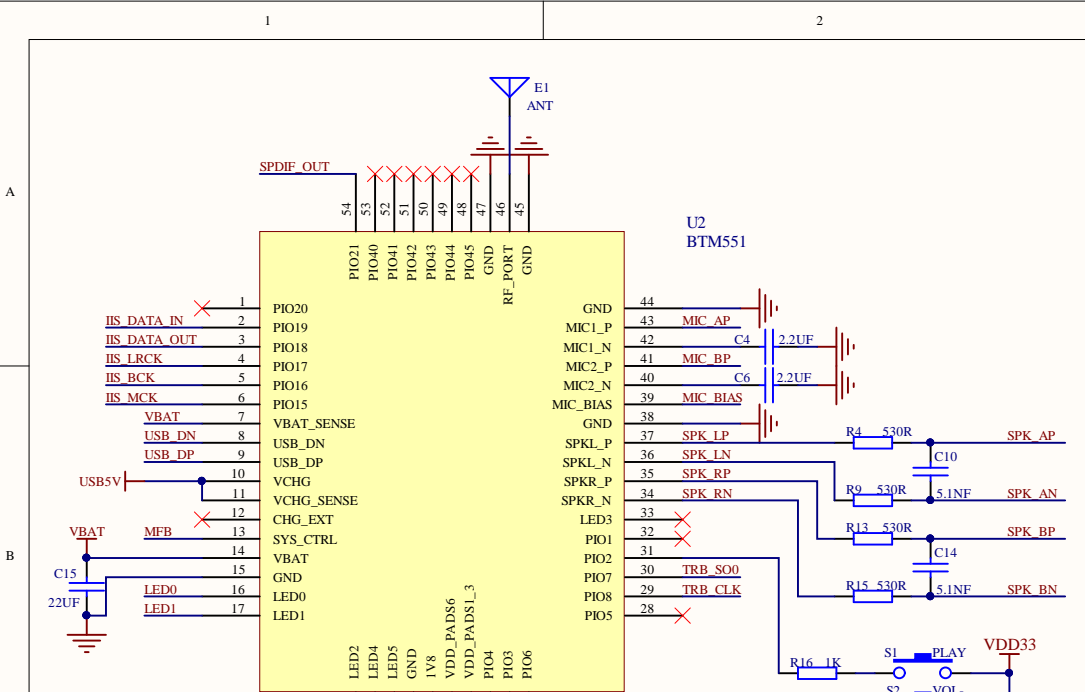 1 2
E1
ANT
SPDIF_OUT
A
54 53 52 51 50 49 48 47 46 45
U2
BTM551
PIO21 PIO40 PIO41 PIO42 PIO43 PIO44 PIO45 GND RF_PORT GND
1 PIO20 GND 44
IIS_DATA_IN 2 PIO19 MIC1_P 43 MIC_AP
IIS_DATA_OUT 3 PIO18 MIC1_N 42 C4 2.2UF
IIS_LRCK 4 PIO17 MIC2_P 41 MIC_BP
IIS_BCK 5 PIO16 MIC2_N 40 C6 2.2UF
IIS_MCK 6 PIO15 MIC_BIAS 39 MIC_BIAS
VBAT 7 VBAT_SENSE GND 38
USB_DN 8 USB_DN SPKL_P 37 SPK_LP R4 530R SPK_AP
USB_DP 9 USB_DP SPKL_N 36 SPK_LN C10
USB5V 10 VCHG SPKR_P 35 SPK_RP
11 VCHG_SENSE SPKR_N 34 SPK_RN R9 530R 5.1NF SPK_AN
12 CHG_EXT LED3 33
VBAT MFB 13 SYS_CTRL PIO1 32 R13 530R SPK_BP
B
14 VBAT PIO2 31 C14
C15 15 GND PIO7 30 TRB_SO0
22UF LED0 16 LED0 PIO8 29 TRB_CLK R15 530R 5.1NF SPK_BN
LED1 17 LED1 PIO5 28
LED2 LED4 LED5 GND 1V8 VDD_PADS6 VDD_PADS1_3 PIO4 PIO3 PIO6
VDD33
S1 PLAY
R16 1K
S2 VOL-